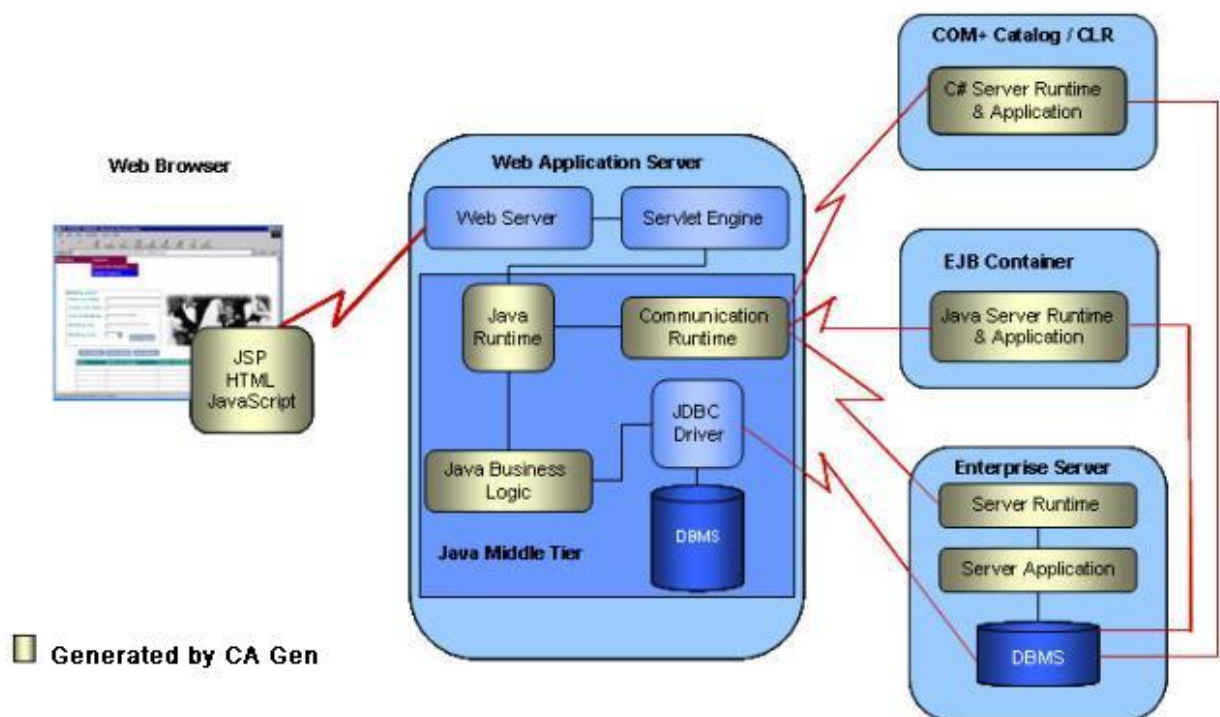 COM+ Catalog / CLR
C# Server Runtime
& Application
Web Browser
Web Application Server
Web Server
Servlet Engine
EJB Container
Java
Runtime
Communication
Runtime
Java Server Runtime
& Application
JSP
HTML
JavaScript
JDBC
Driver
Java Business
Logic
Enterprise Server
Server Runtime
DBMS
Java Middle Tier
Server Application
Generated by CA Gen
DBMS